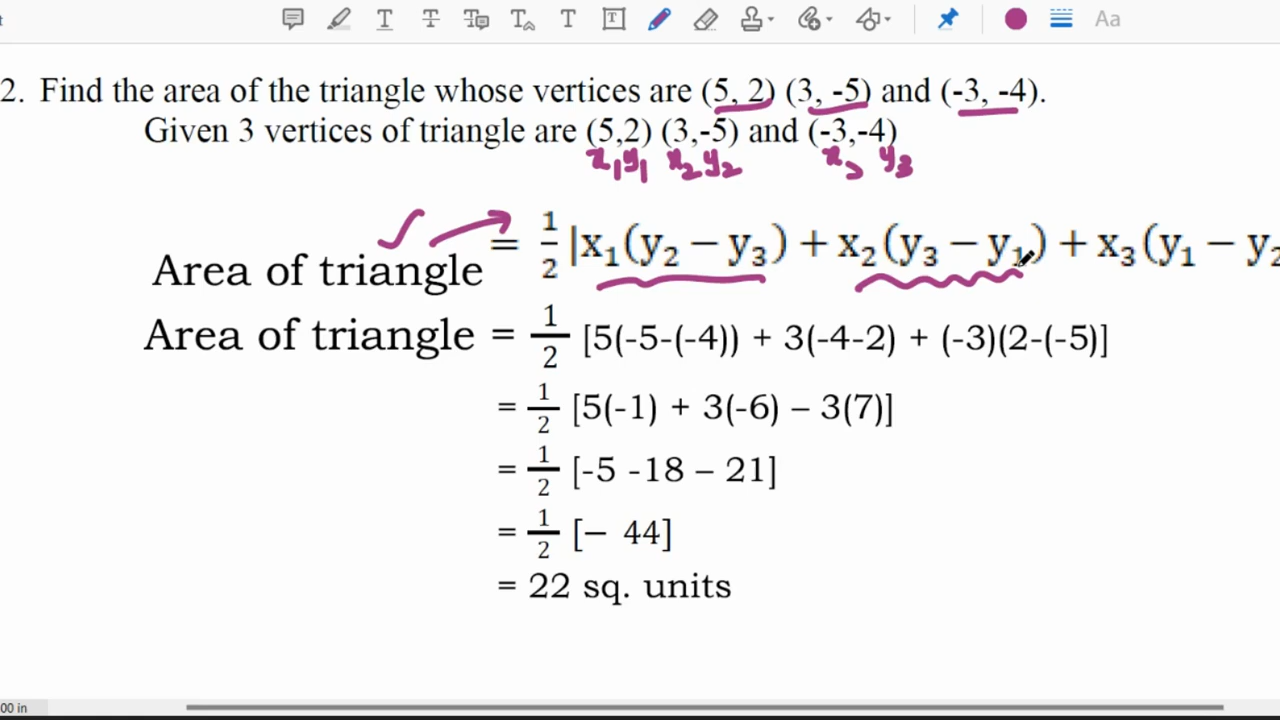 2. Find the area of the triangle whose vertices are (5, 2) (3, -5) and (-3, -4).
Given 3 vertices of triangle are (5,2) (3,-5) and (-3,-4)
x₁y₁ x₂y₂ x₃ y₃
Area of triangle = 1/2 |x₁(y₂ − y₃) + x₂(y₃ − y₁) + x₃(y₁ − y₂
Area of triangle = 1/2 [5(-5-(-4)) + 3(-4-2) + (-3)(2-(-5)]
= 1/2 [5(-1) + 3(-6) – 3(7)]
= 1/2 [-5 -18 – 21]
= 1/2 [− 44]
= 22 sq. units
00 in